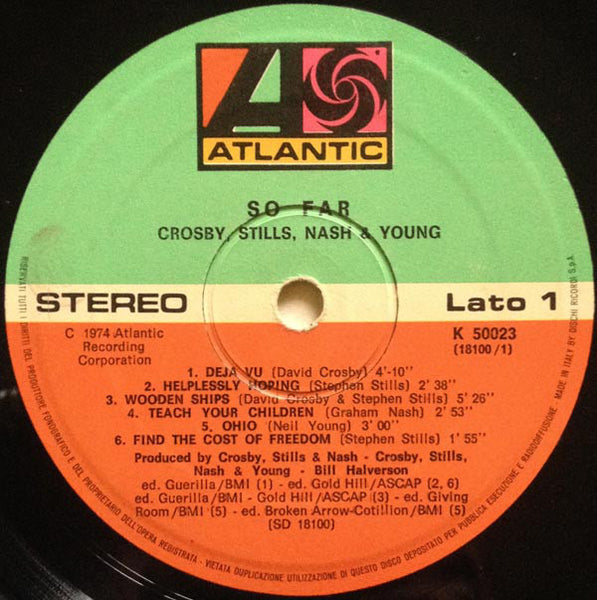 ATLANTIC
SO FAR
CROSBY, STILLS, NASH & YOUNG
STEREO
Lato 1
C 1974 Atlantic
Recording
Corporation
K 50023
(18100/1)
1. DEJA VU (David Crosby) 4'-10"
2. HELPLESSLY HOPING (Stephen Stills) 2' 38"
3. WOODEN SHIPS (David Crosby & Stephen Stills) 5' 26"
4. TEACH YOUR CHILDREN (Graham Nash) 2' 53"
5. OHIO (Neil Young) 3' 00"
6. FIND THE COST OF FREEDOM (Stephen Stills) 1' 55"
Produced by Crosby, Stills & Nash - Crosby, Stills,
Nash & Young - Bill Halverson
ed. Guerilla/BMI (1) - ed. Gold Hill/ASCAP (2, 6)
ed. Guerilla/BMI - Gold Hill/ASCAP (3) - ed. Giving
Room/BMI (5) - ed. Broken Arrow-Cotillion/BMI (5)
(SD 18100)
RISERVATI TUTTI I DIRITTI DEL PRODUTTORE FONOGRAFICO E DEL PROPRIETARIO DELL'OPERA REGISTRATA - VIETATA DUPLICAZIONE UTILIZZAZIONE DI QUESTO DISCO DEPOSITATO PER PUBBLICA ESECUZIONE E RADIODIFFUSIONE - MADE IN ITALY BY DISCHI RICORDI S.p.A.